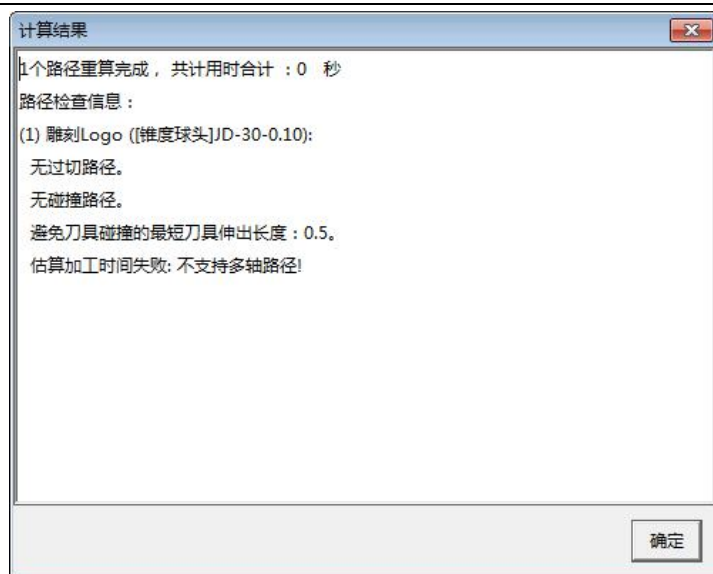 计算结果
1个路径重算完成，共计用时合计 ：0 秒
路径检查信息：
(1) 雕刻Logo ([锥度球头]JD-30-0.10):
无过切路径。
无碰撞路径。
避免刀具碰撞的最短刀具伸出长度：0.5。
估算加工时间失败: 不支持多轴路径!
确定